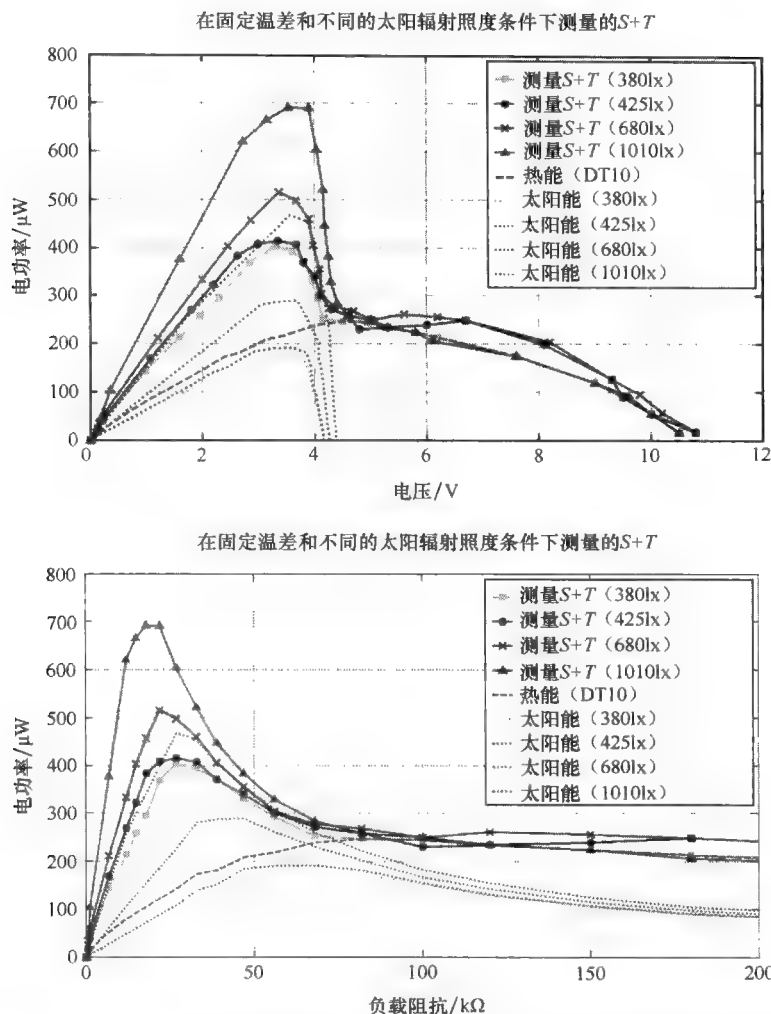 在固定温差和不同的太阳辐射照度条件下测量的S+T
800
700
600
500
400
300
200
100
0
电功率/μW
测量S+T（380lx）
测量S+T（425lx）
测量S+T（680lx）
测量S+T（1010lx）
热能（DT10）
太阳能（380lx）
太阳能（425lx）
太阳能（680lx）
太阳能（1010lx）
0 2 4 6 8 10 12
电压/V
在固定温差和不同的太阳辐射照度条件下测量的S+T
800
700
600
500
400
300
200
100
0
电功率/μW
测量S+T（380lx）
测量S+T（425lx）
测量S+T（680lx）
测量S+T（1010lx）
热能（DT10）
太阳能（380lx）
太阳能（425lx）
太阳能（680lx）
太阳能（1010lx）
0 50 100 150 200
负载阻抗/kΩ